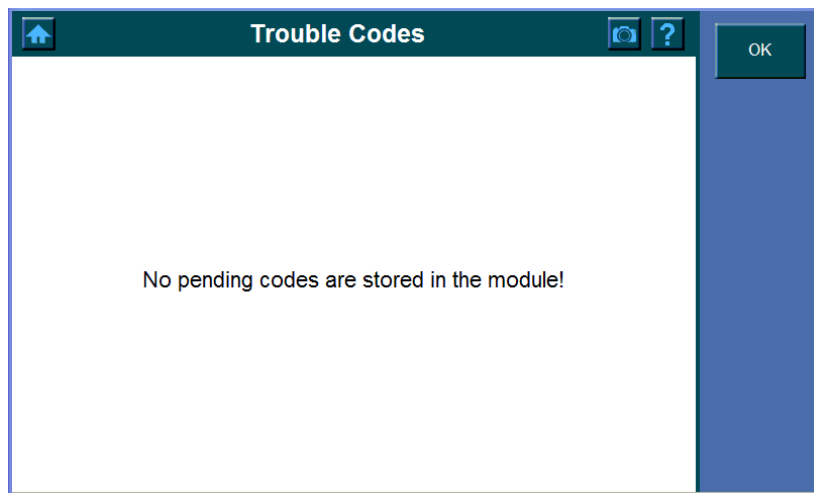 Trouble Codes
?
OK
No pending codes are stored in the module!